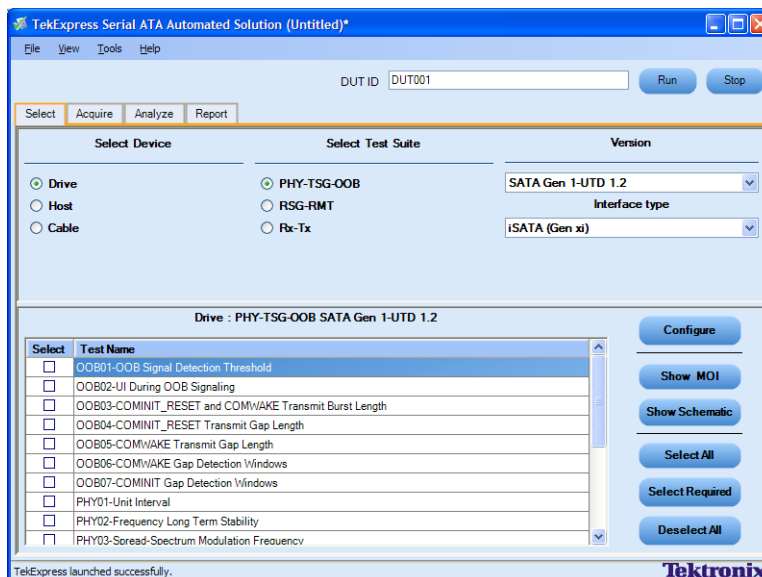 TekExpress Serial ATA Automated Solution (Untitled)*
File View Tools Help
DUT ID DUT001 Run Stop
Select Acquire Analyze Report
Select Device Select Test Suite Version
Drive PHY-TSG-OOB SATA Gen 1-UTD 1.2
Host RSG-RMT Interface type
Cable Rx-Tx iSATA (Gen xi)
Drive : PHY-TSG-OOB SATA Gen 1-UTD 1.2
Configure
Select Test Name
OOB01-OOB Signal Detection Threshold
OOB02-UI During OOB Signaling
Show MOI
OOB03-COMINIT_RESET and COMWAKE Transmit Burst Length
OOB04-COMINIT_RESET Transmit Gap Length
Show Schematic
OOB05-COMWAKE Transmit Gap Length
OOB06-COMWAKE Gap Detection Windows
Select All
OOB07-COMINIT Gap Detection Windows
Select Required
PHY01-Unit Interval
PHY02-Frequency Long Term Stability
Deselect All
PHY03-Spread-Spectrum Modulation Frequency
TekExpress launched successfully.
Tektronix